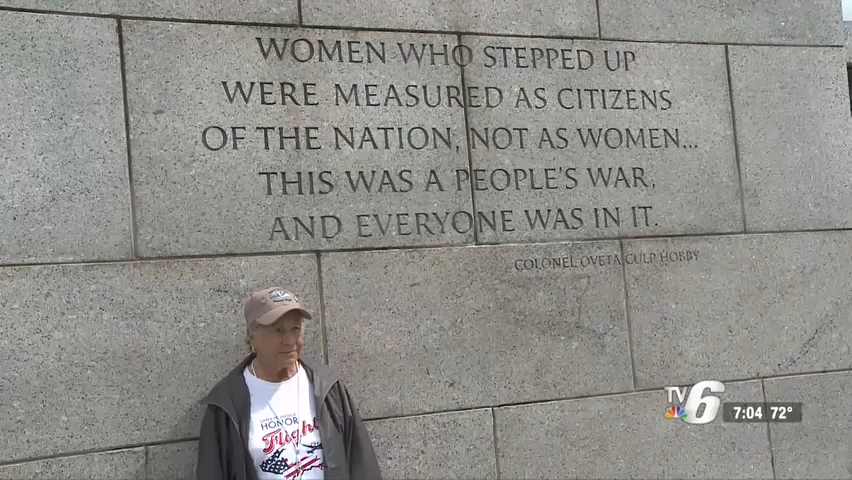 WOMEN WHO STEPPED UP
WERE MEASURED AS CITIZENS
OF THE NATION, NOT AS WOMEN...
THIS WAS A PEOPLE'S WAR,
AND EVERYONE WAS IN IT.
COLONEL OVETA CULP HOBBY
HONOR
Flight
TV6
7:04 72°